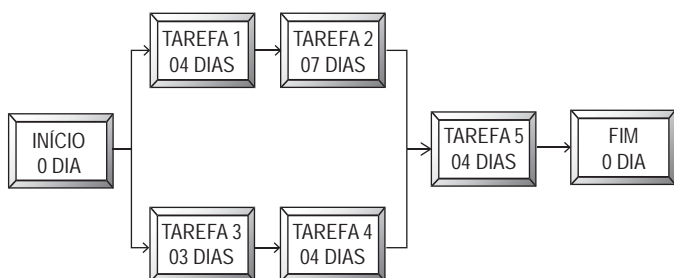 TAREFA 1
04 DIAS
TAREFA 2
07 DIAS
INÍCIO
0 DIA
TAREFA 5
04 DIAS
FIM
0 DIA
TAREFA 3
03 DIAS
TAREFA 4
04 DIAS